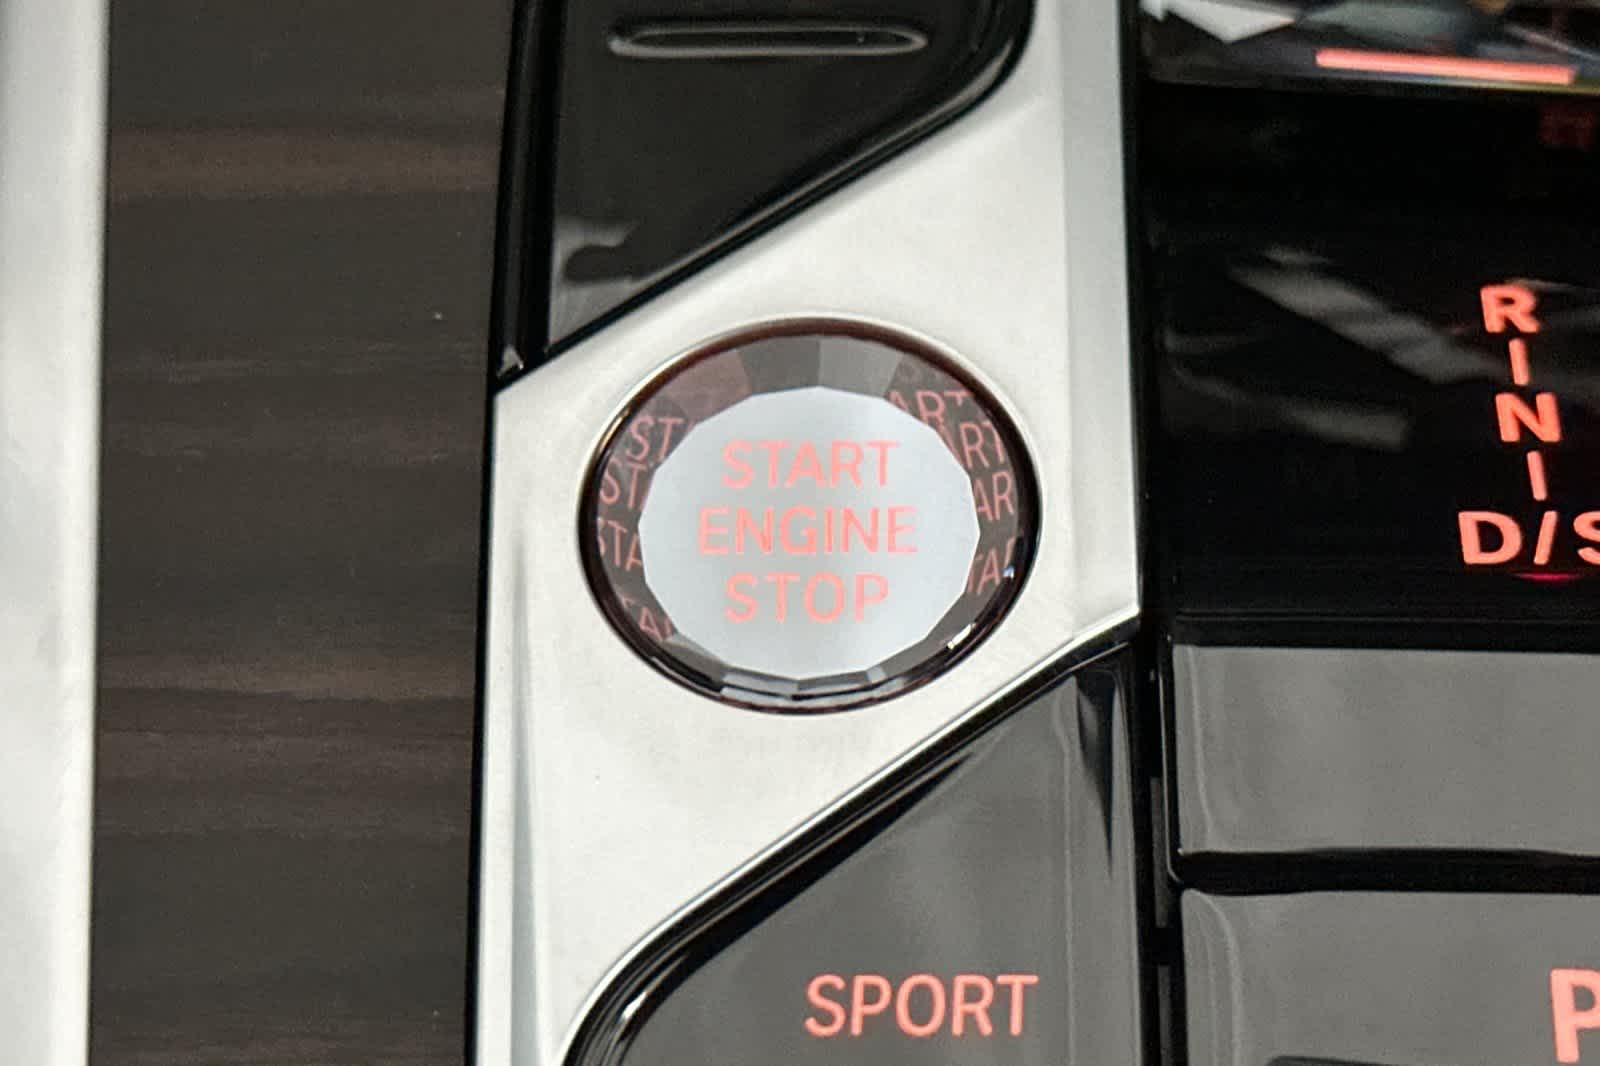 START
ENGINE
STOP
R
N
D/S
SPORT
P